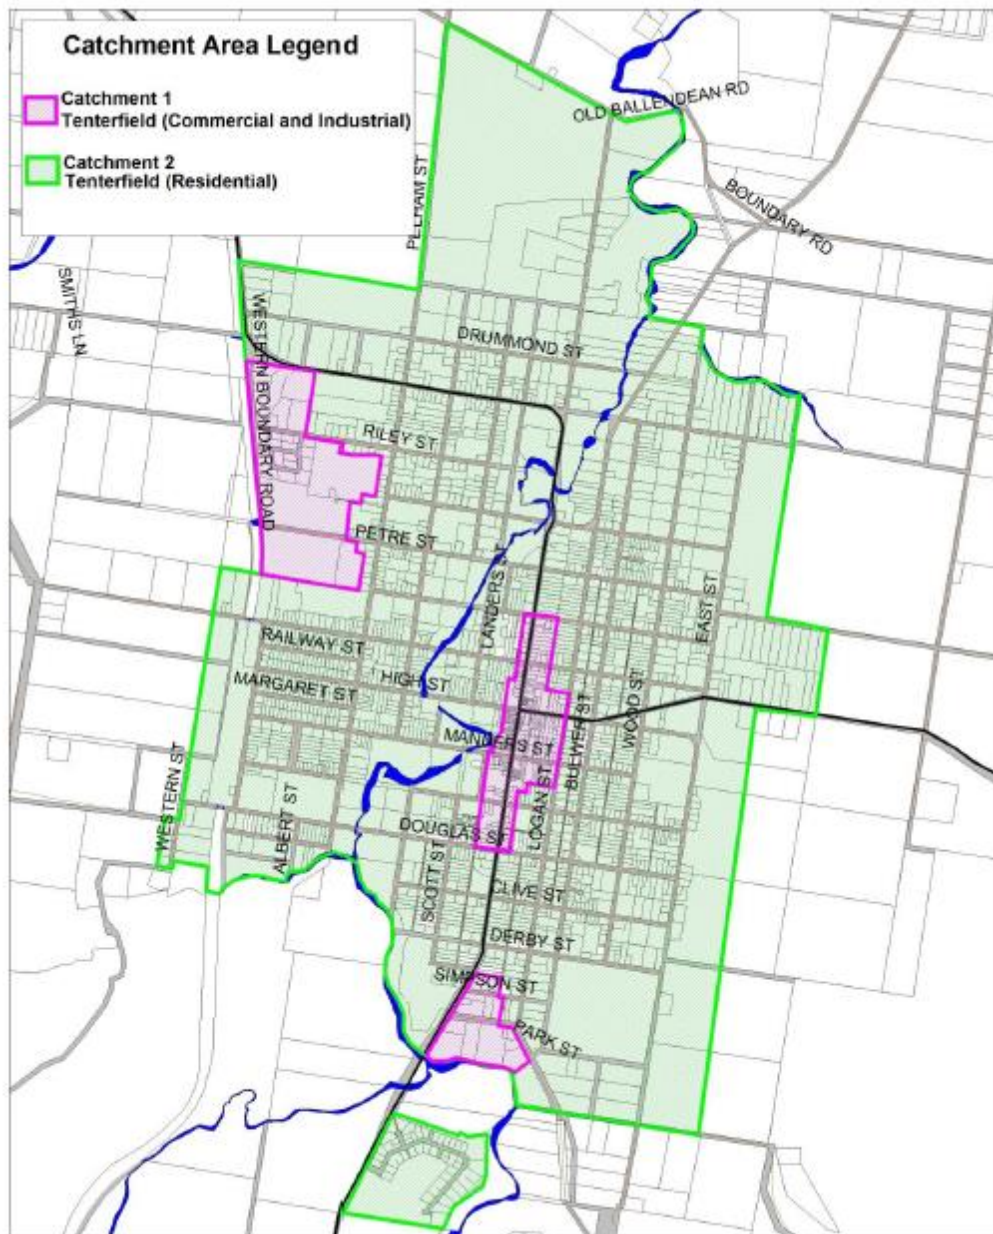 Catchment Area Legend
Catchment 1
Tenterfield (Commercial and Industrial)
Catchment 2
Tenterfield (Residential)
OLD BALLENDEAN RD
PELHAM ST
BOUNDARY RD
SMITHS LN
WESTERN BOUNDARY ROAD
DRUMMOND ST
RILEY ST
PETRE ST
LANDERS ST
EAST ST
RAILWAY ST
HIGH ST
MARGARET ST
WOOD ST
BULWER ST
MANNERS ST
WESTERN ST
LOGAN ST
ALBERT ST
DOUGLAS ST
SCOTT ST
CLIVE ST
DERBY ST
SIMPSON ST
PARK ST